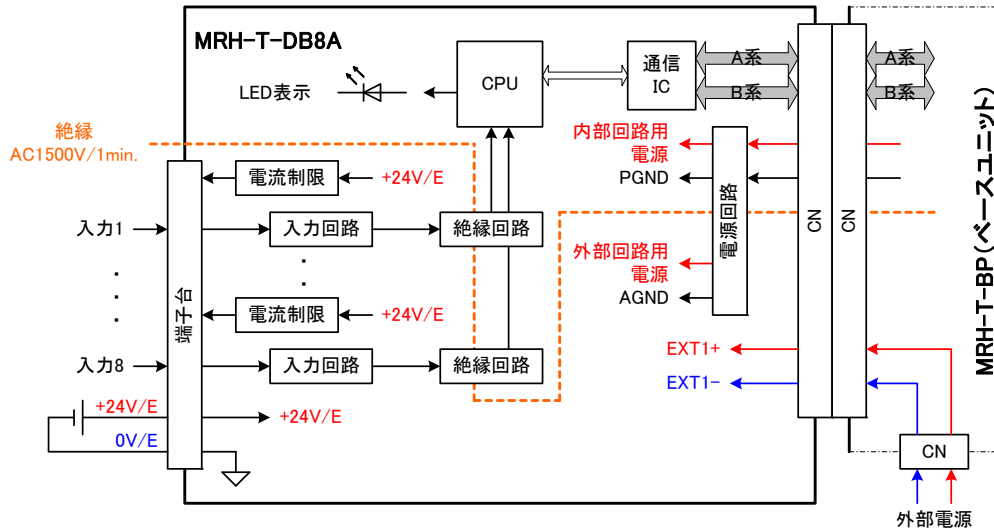 MRH-T-DB8A
LED表示
CPU
通信
IC
A系
B系
A系
B系
CN
CN
MRH-T-BP(ベースユニット)
絶縁
AC1500V/1min.
内部回路用
電源
PGND
電源回路
外部回路用
電源
AGND
電流制限
+24V/E
入力1
入力回路
絶縁回路
端子台
電流制限
+24V/E
入力8
入力回路
絶縁回路
EXT1+
EXT1-
+24V/E
+24V/E
0V/E
CN
外部電源